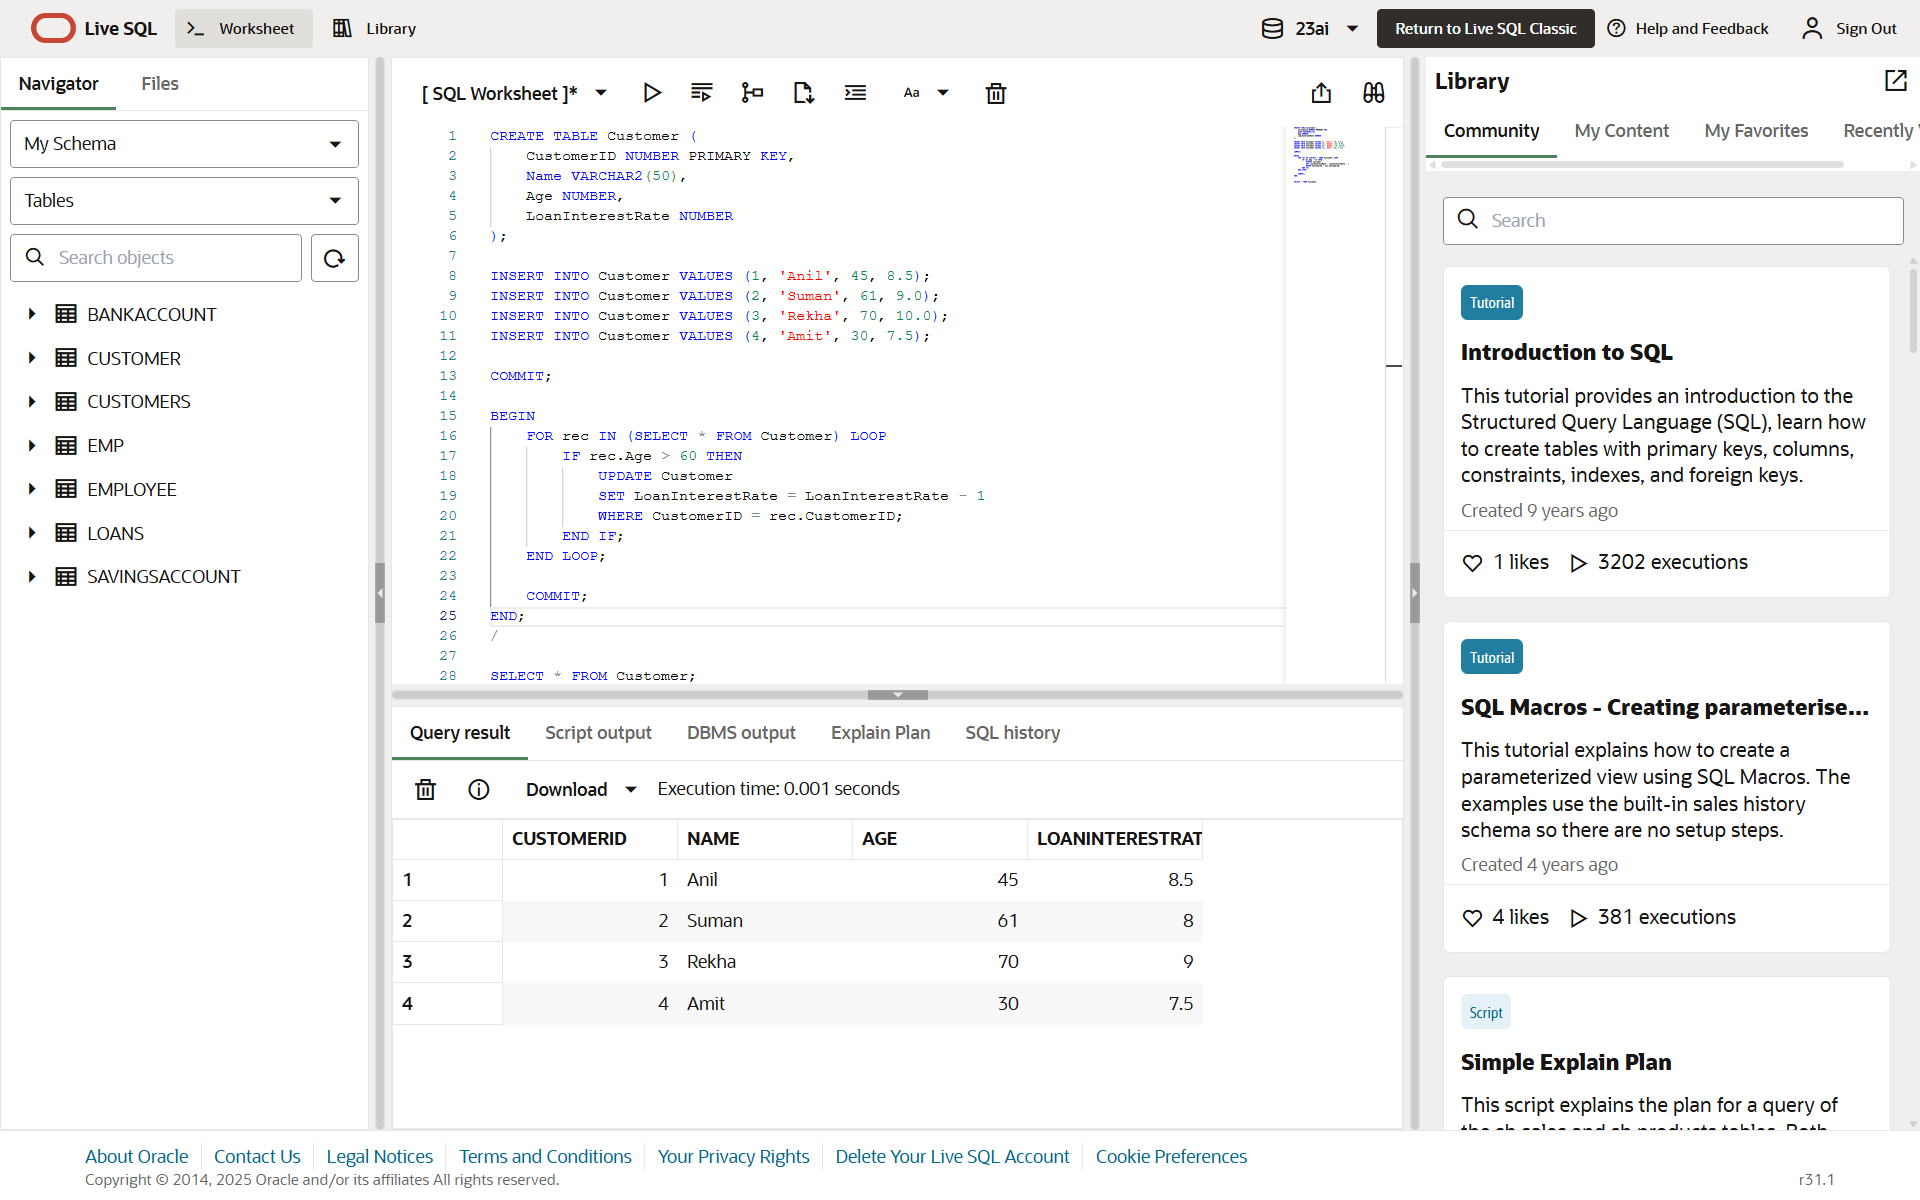 Live SQL
Worksheet
Library
23ai
Return to Live SQL Classic
Help and Feedback
Sign Out
Navigator
Files
My Schema
Tables
Search objects
BANKACCOUNT
CUSTOMER
CUSTOMERS
EMP
EMPLOYEE
LOANS
SAVINGSACCOUNT
[ SQL Worksheet ]*
Aa
1 CREATE TABLE Customer (
2 CustomerID NUMBER PRIMARY KEY,
3 Name VARCHAR2(50),
4 Age NUMBER,
5 LoanInterestRate NUMBER
6 );
7
8 INSERT INTO Customer VALUES (1, 'Anil', 45, 8.5);
9 INSERT INTO Customer VALUES (2, 'Suman', 61, 9.0);
10 INSERT INTO Customer VALUES (3, 'Rekha', 70, 10.0);
11 INSERT INTO Customer VALUES (4, 'Amit', 30, 7.5);
12
13 COMMIT;
14
15 BEGIN
16 FOR rec IN (SELECT * FROM Customer) LOOP
17 IF rec.Age > 60 THEN
18 UPDATE Customer
19 SET LoanInterestRate = LoanInterestRate - 1
20 WHERE CustomerID = rec.CustomerID;
21 END IF;
22 END LOOP;
23
24 COMMIT;
25 END;
26 /
27
28 SELECT * FROM Customer;
Query result
Script output
DBMS output
Explain Plan
SQL history
Download
Execution time: 0.001 seconds
CUSTOMERID NAME AGE LOANINTERESTRAT
1 1 Anil 45 8.5
2 2 Suman 61 8
3 3 Rekha 70 9
4 4 Amit 30 7.5
Library
Community
My Content
My Favorites
Recently
Search
Tutorial
Introduction to SQL
This tutorial provides an introduction to the
Structured Query Language (SQL), learn how
to create tables with primary keys, columns,
constraints, indexes, and foreign keys.
Created 9 years ago
1 likes
3202 executions
Tutorial
SQL Macros - Creating parameterise...
This tutorial explains how to create a
parameterized view using SQL Macros. The
examples use the built-in sales history
schema so there are no setup steps.
Created 4 years ago
4 likes
381 executions
Script
Simple Explain Plan
This script explains the plan for a query of
the sh.sales and sh.products tables. Both
About Oracle
Contact Us
Legal Notices
Terms and Conditions
Your Privacy Rights
Delete Your Live SQL Account
Cookie Preferences
Copyright © 2014, 2025 Oracle and/or its affiliates All rights reserved.
r31.1